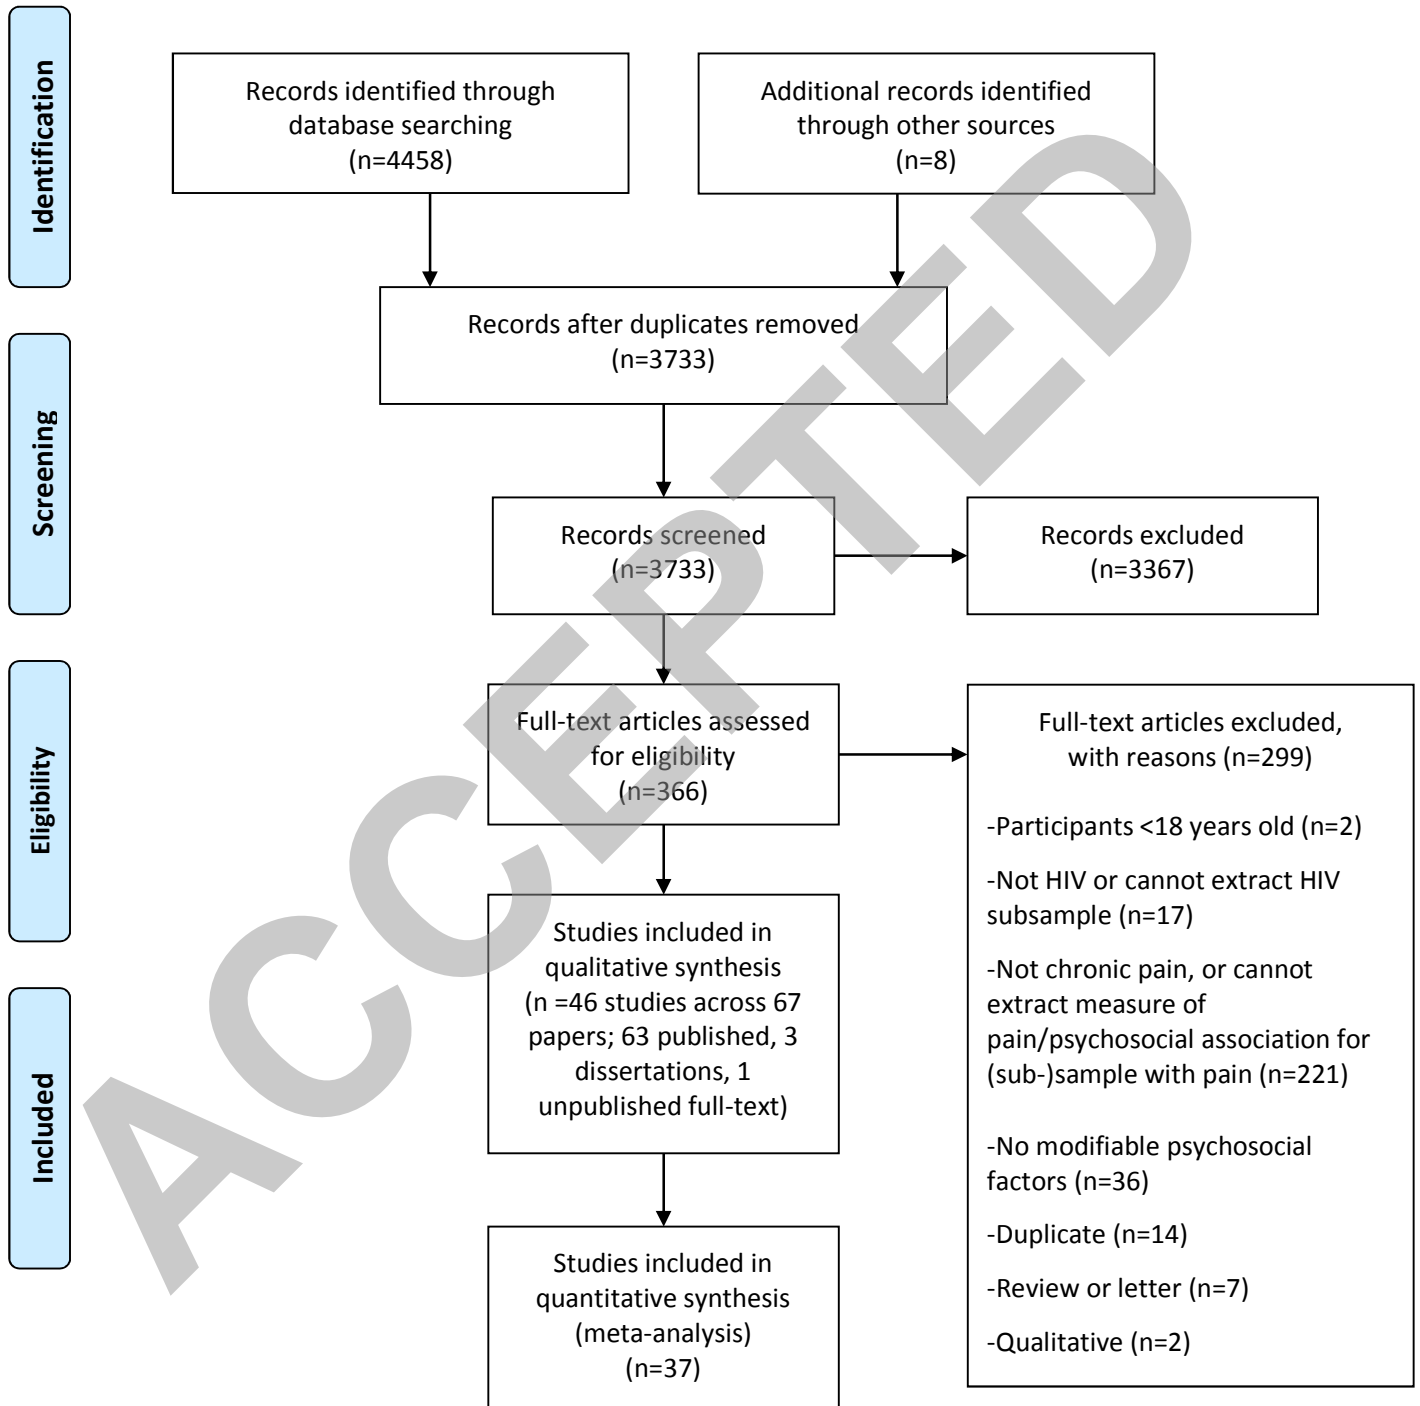 Identification
Records identified through
database searching
(n=4458)
Additional records identified
through other sources
(n=8)
Records after duplicates removed
(n=3733)
Screening
Records screened
(n=3733)
Records excluded
(n=3367)
Eligibility
Full-text articles assessed
for eligibility
(n=366)
Full-text articles excluded,
with reasons (n=299)
-Participants <18 years old (n=2)
-Not HIV or cannot extract HIV
subsample (n=17)
-Not chronic pain, or cannot
extract measure of
pain/psychosocial association for
(sub-)sample with pain (n=221)
-No modifiable psychosocial
factors (n=36)
-Duplicate (n=14)
-Review or letter (n=7)
-Qualitative (n=2)
Included
Studies included in
qualitative synthesis
(n =46 studies across 67
papers; 63 published, 3
dissertations, 1
unpublished full-text)
Studies included in
quantitative synthesis
(meta-analysis)
(n=37)
ACCEPTED